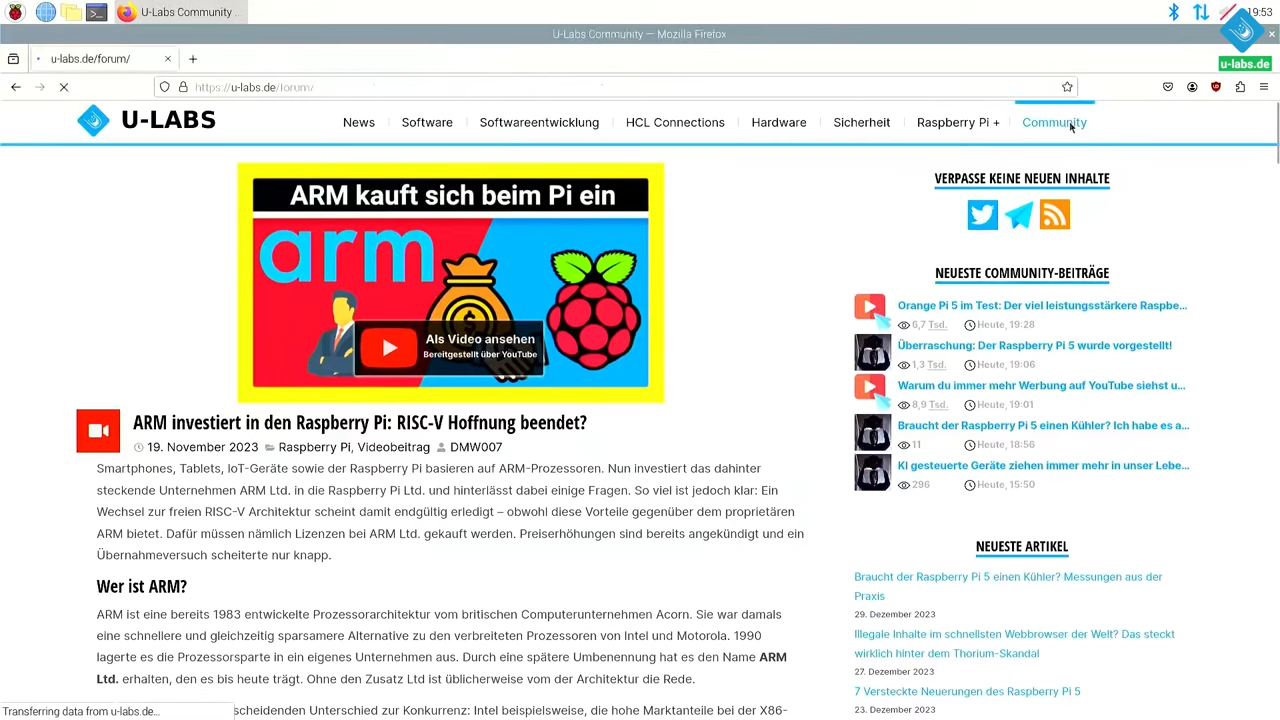 U-Labs Community ...
19:53
U-Labs Community — Mozilla Firefox
u-labs.de
u-labs.de/forum/
https://u-labs.de/forum/
U-LABS
News
Software
Softwareentwicklung
HCL Connections
Hardware
Sicherheit
Raspberry Pi +
Community
ARM kauft sich beim Pi ein
arm
Als Video ansehen
Bereitgestellt über YouTube
ARM investiert in den Raspberry Pi: RISC-V Hoffnung beendet?
19. November 2023 Raspberry Pi, Videobeitrag DMW007
Smartphones, Tablets, IoT-Geräte sowie der Raspberry Pi basieren auf ARM-Prozessoren. Nun investiert das dahinter
steckende Unternehmen ARM Ltd. in die Raspberry Pi Ltd. und hinterlässt dabei einige Fragen. So viel ist jedoch klar: Ein
Wechsel zur freien RISC-V Architektur scheint damit endgültig erledigt – obwohl diese Vorteile gegenüber dem proprietären
ARM bietet. Dafür müssen nämlich Lizenzen bei ARM Ltd. gekauft werden. Preiserhöhungen sind bereits angekündigt und ein
Übernahmeversuch scheiterte nur knapp.
Wer ist ARM?
ARM ist eine bereits 1983 entwickelte Prozessorarchitektur vom britischen Computerunternehmen Acorn. Sie war damals
eine schnellere und gleichzeitig sparsamere Alternative zu den verbreiteten Prozessoren von Intel und Motorola. 1990
lagerte es die Prozessorsparte in ein eigenes Unternehmen aus. Durch eine spätere Umbenennung hat es den Name ARM
Ltd. erhalten, den es bis heute trägt. Ohne den Zusatz Ltd ist üblicherweise vom der Architektur die Rede.
scheidenden Unterschied zur Konkurrenz: Intel beispielsweise, die hohe Marktanteile bei der X86-
VERPASSE KEINE NEUEN INHALTE
NEUESTE COMMUNITY-BEITRÄGE
Orange Pi 5 im Test: Der viel leistungsstärkere Raspbe...
6,7 Tsd. Heute, 19:28
Überraschung: Der Raspberry Pi 5 wurde vorgestellt!
1,3 Tsd. Heute, 19:06
Warum du immer mehr Werbung auf YouTube siehst u...
8,9 Tsd. Heute, 19:01
Braucht der Raspberry Pi 5 einen Kühler? Ich habe es a...
11 Heute, 18:56
KI gesteuerte Geräte ziehen immer mehr in unser Lebe...
296 Heute, 15:50
NEUESTE ARTIKEL
Braucht der Raspberry Pi 5 einen Kühler? Messungen aus der
Praxis
29. Dezember 2023
Illegale Inhalte im schnellsten Webbrowser der Welt? Das steckt
wirklich hinter dem Thorium-Skandal
27. Dezember 2023
7 Versteckte Neuerungen des Raspberry Pi 5
23. Dezember 2023
Transferring data from u-labs.de...